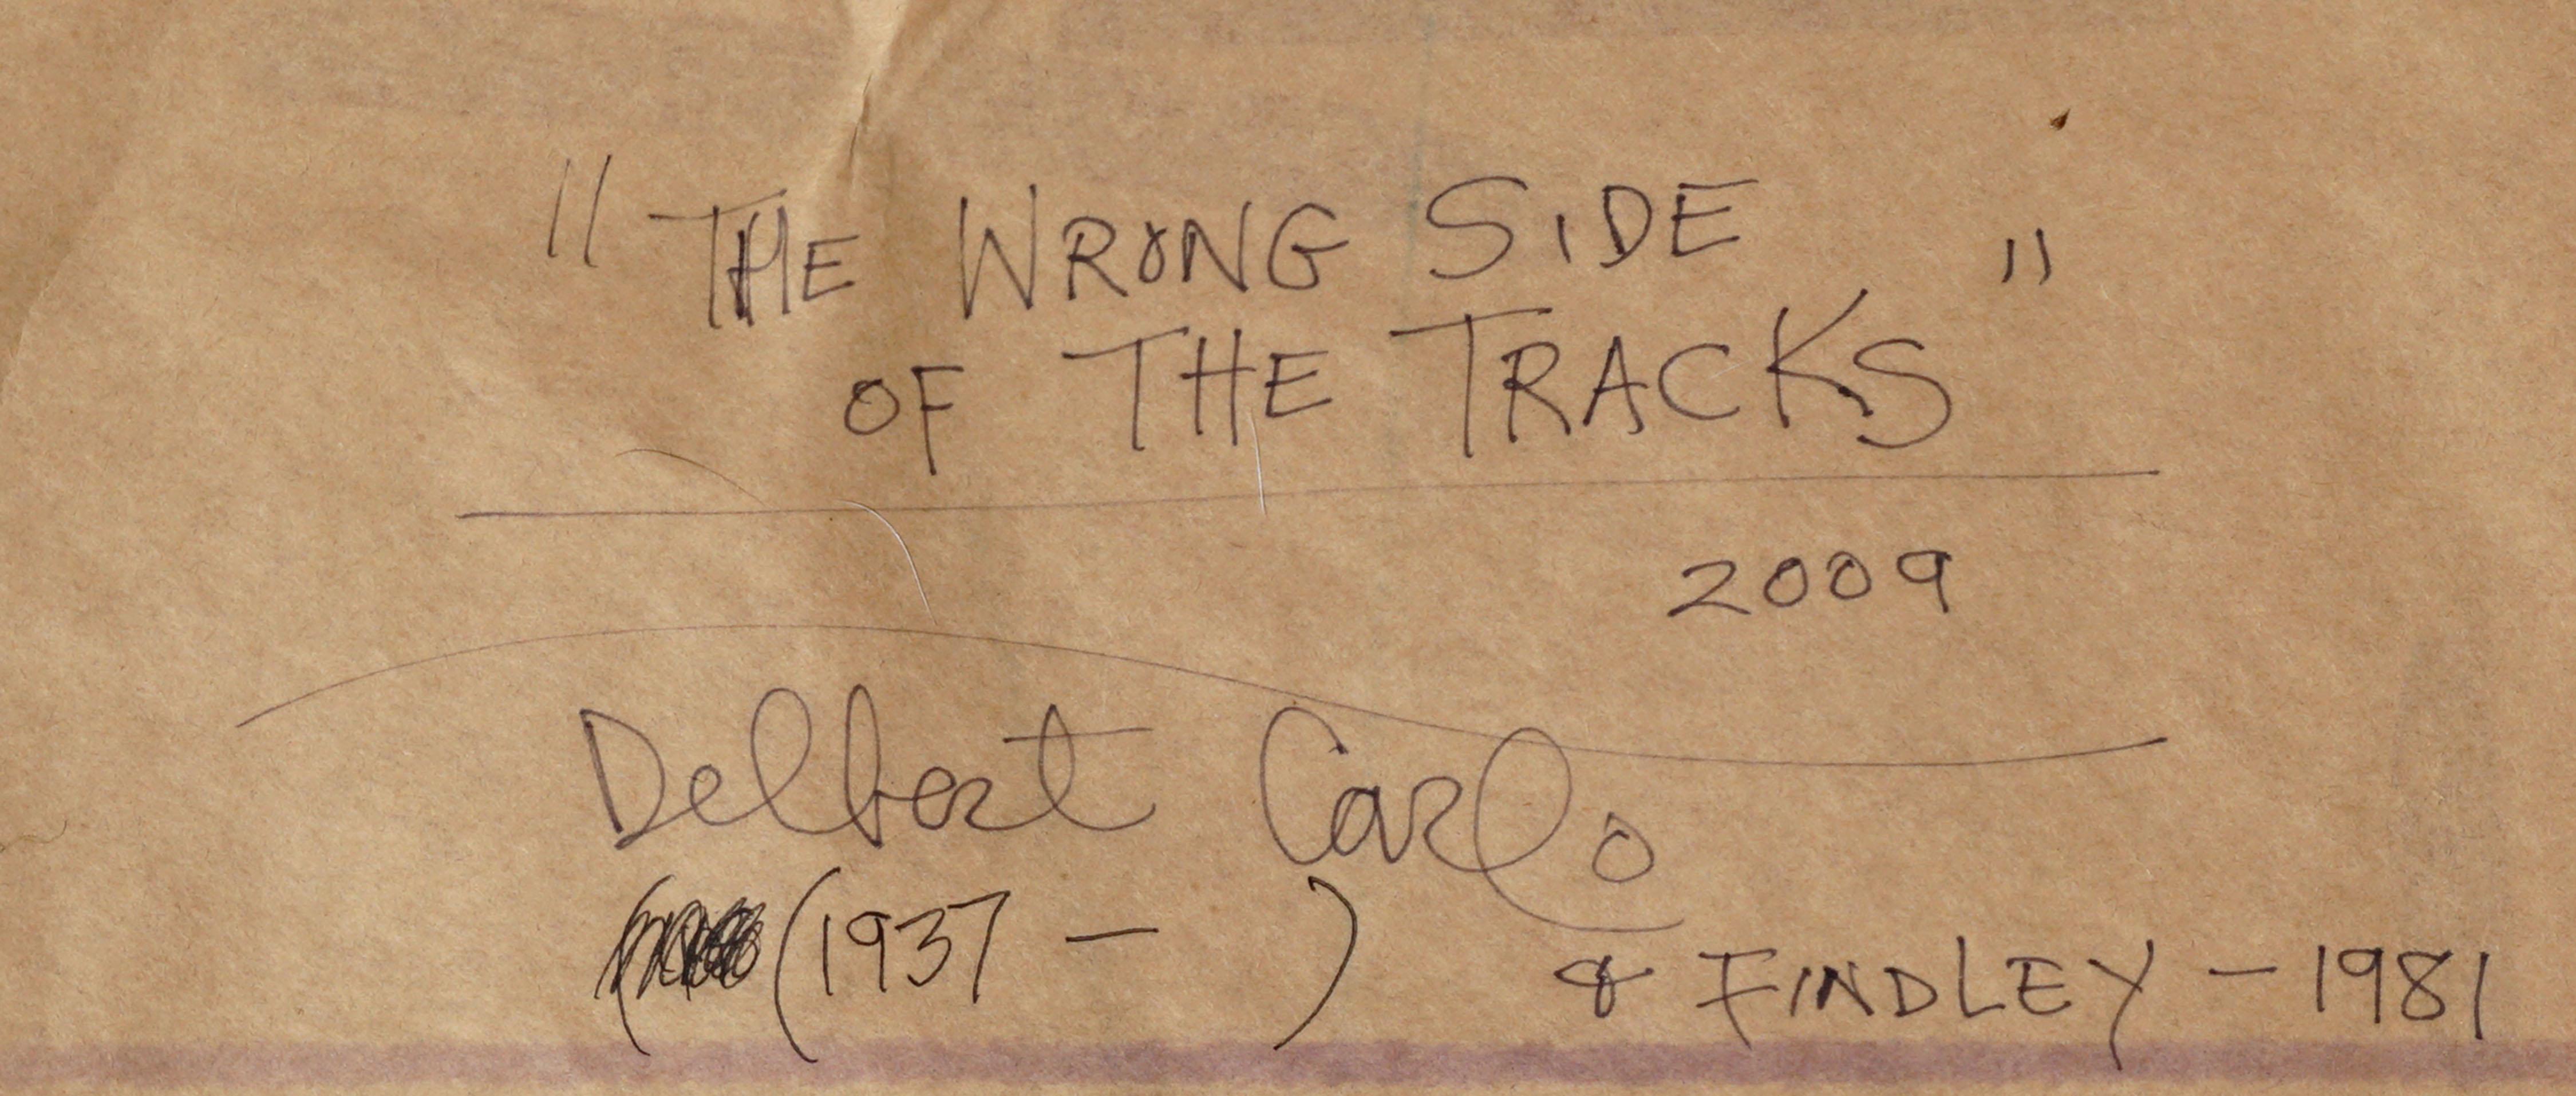 "THE WRONG SIDE
OF THE TRACKS"
2009
Delbert Carlo
(1937 - )
& FINDLEY - 1981